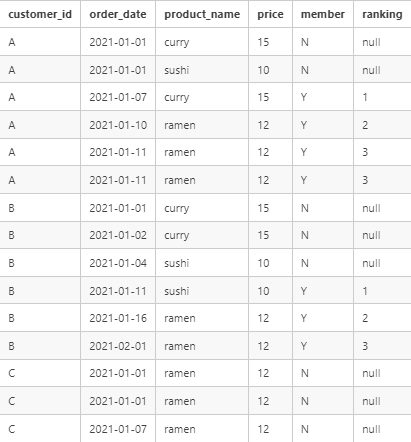 customer_id order_date product_name price member ranking
A 2021-01-01 curry 15 N null
A 2021-01-01 sushi 10 N null
A 2021-01-07 curry 15 Y 1
A 2021-01-10 ramen 12 Y 2
A 2021-01-11 ramen 12 Y 3
A 2021-01-11 ramen 12 Y 3
B 2021-01-01 curry 15 N null
B 2021-01-02 curry 15 N null
B 2021-01-04 sushi 10 N null
B 2021-01-11 sushi 10 Y 1
B 2021-01-16 ramen 12 Y 2
B 2021-02-01 ramen 12 Y 3
C 2021-01-01 ramen 12 N null
C 2021-01-01 ramen 12 N null
C 2021-01-07 ramen 12 N null